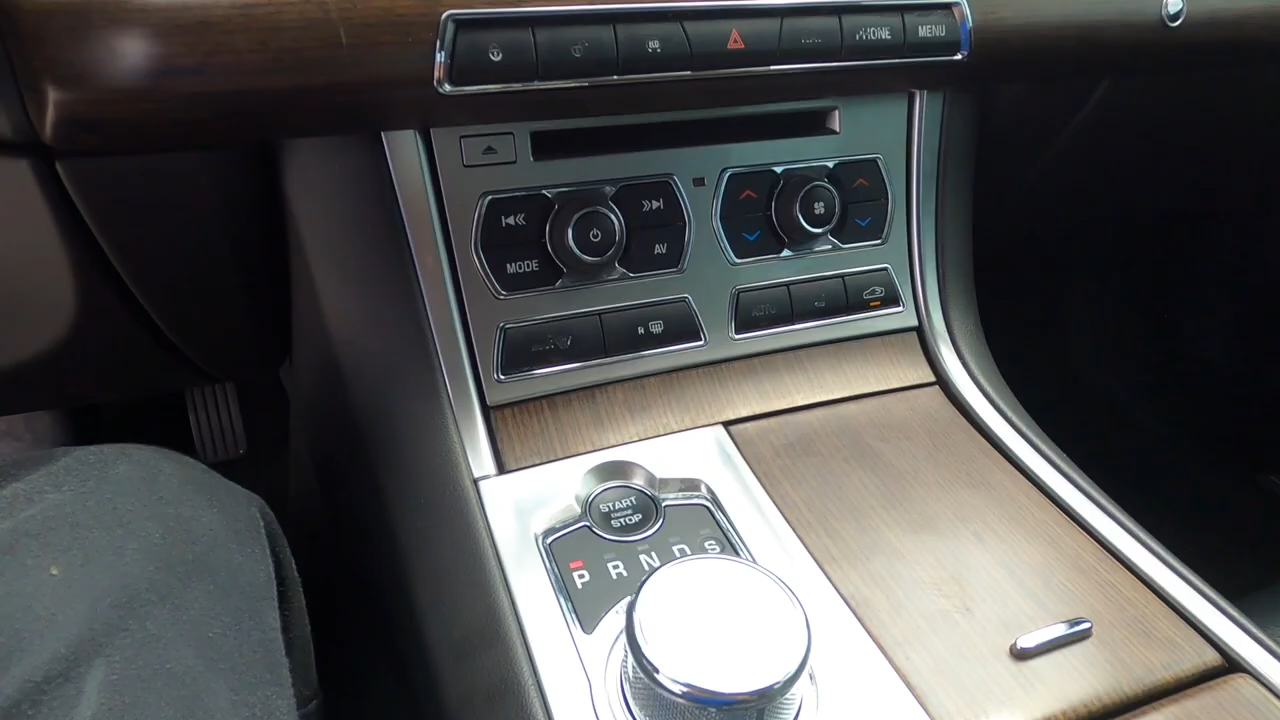 PHONE
MENU
MODE
AV
AUTO
R
START
ENGINE
STOP
P R N D S